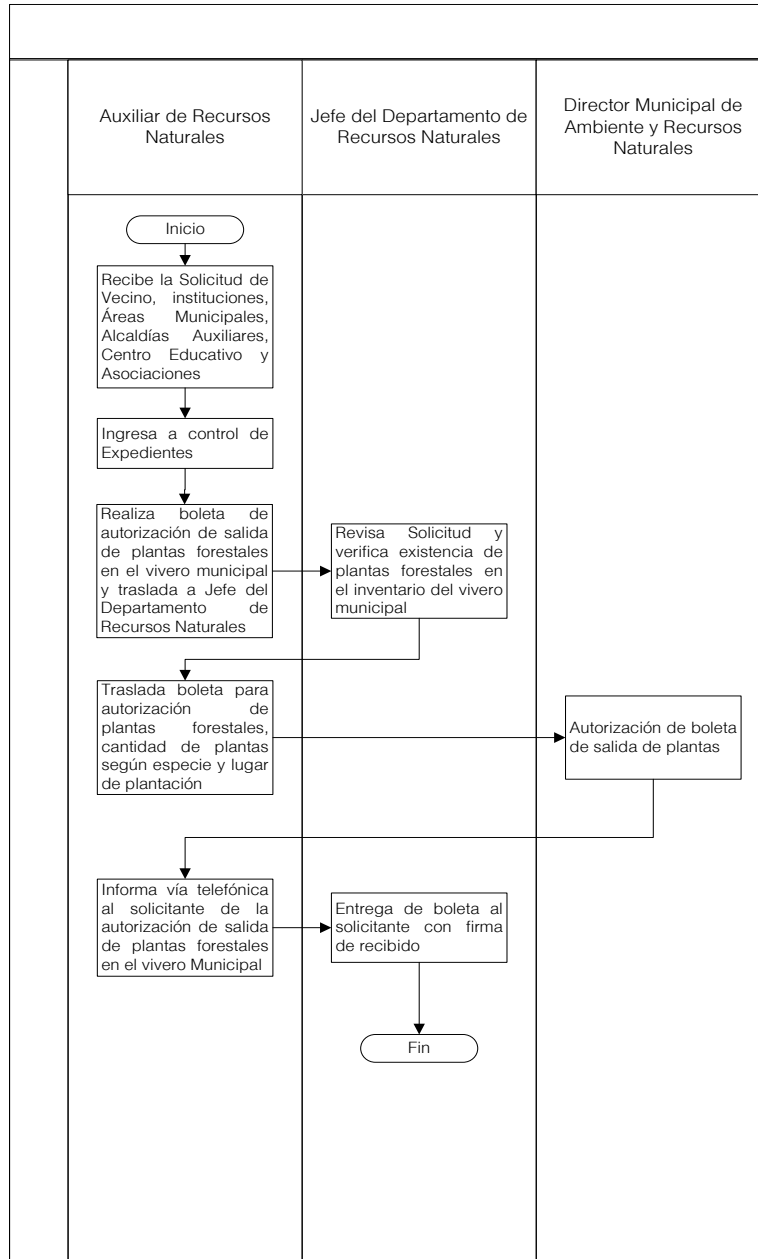 Auxiliar de Recursos
Naturales
Jefe del Departamento de
Recursos Naturales
Director Municipal de
Ambiente y Recursos
Naturales
Inicio
Recibe la Solicitud de
Vecino, instituciones,
Áreas Municipales,
Alcaldías Auxiliares,
Centro Educativo y
Asociaciones
Ingresa a control de
Expedientes
Realiza boleta de
autorización de salida
de plantas forestales
en el vivero municipal
y traslada a Jefe del
Departamento de
Recursos Naturales
Revisa Solicitud y
verifica existencia de
plantas forestales en
el inventario del vivero
municipal
Traslada boleta para
autorización de
plantas forestales,
cantidad de plantas
según especie y lugar
de plantación
Autorización de boleta
de salida de plantas
Informa vía telefónica
al solicitante de la
autorización de salida
de plantas forestales
en el vivero Municipal
Entrega de boleta al
solicitante con firma
de recibido
Fin